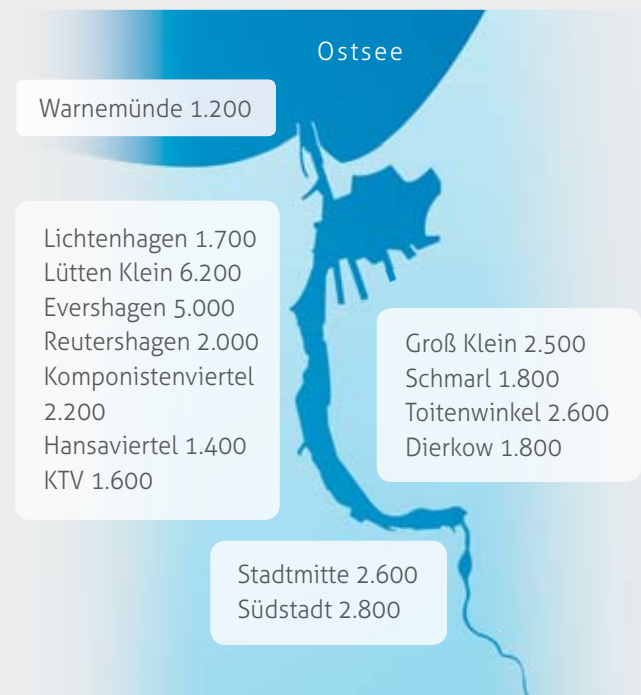 Ostsee
Warnemünde 1.200
Lichtenhagen 1.700
Lütten Klein 6.200
Evershagen 5.000
Reutershagen 2.000
Komponistenviertel
2.200
Hansaviertel 1.400
KTV 1.600
Groß Klein 2.500
Schmarl 1.800
Toitenwinkel 2.600
Dierkow 1.800
Stadtmitte 2.600
Südstadt 2.800